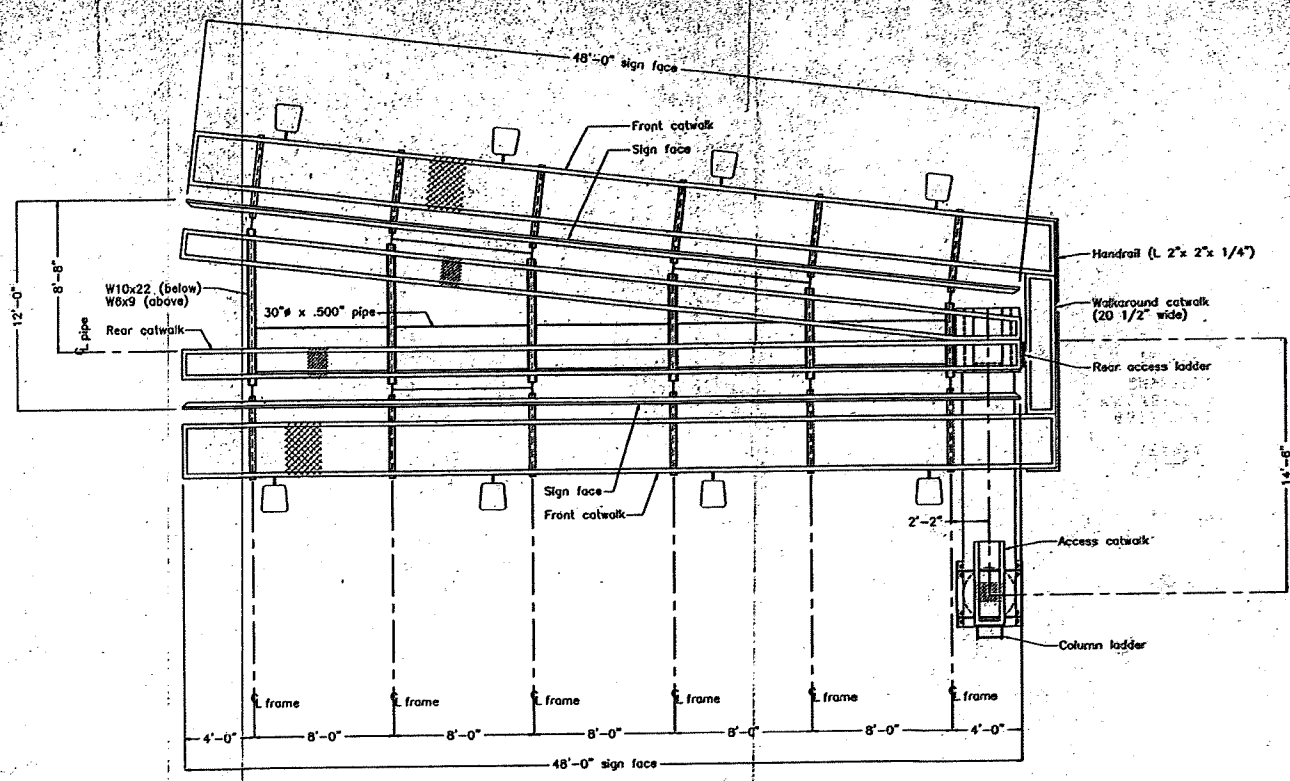 48'-0" sign face
Front catwalk
Sign face
Handrail (L 2"x 2"x 1/4")
Walkaround catwalk
(20 1/2" wide)
Rear access ladder
12'-0"
8'-8"
℄ pipe
W10x22 (below)
W6x9 (above)
30"ø x .500" pipe
Rear catwalk
14'-6"
Sign face
Front catwalk
2'-2"
Access catwalk
Column ladder
℄ frame
℄ frame
℄ frame
℄ frame
℄ frame
℄ frame
4'-0"
8'-0"
8'-0"
8'-0"
8'-0"
8'-0"
4'-0"
48'-0" sign face